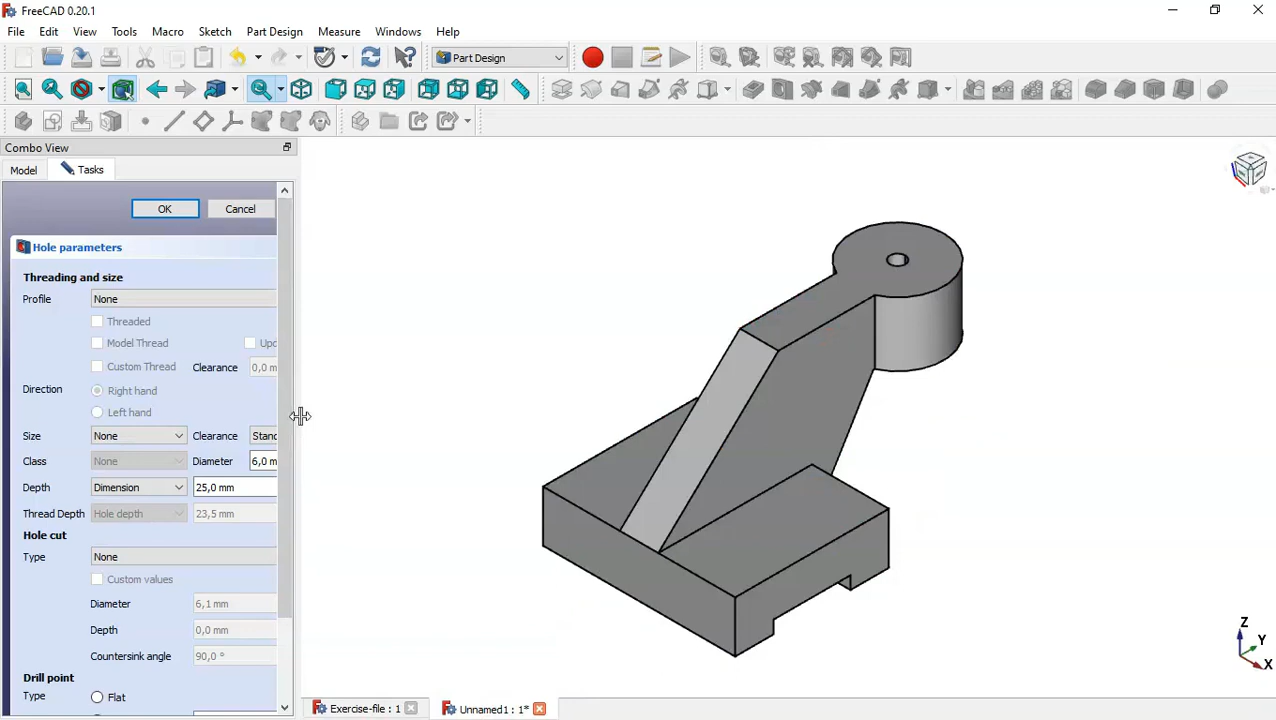 FreeCAD 0.20.1
File Edit View Tools Macro Sketch Part Design Measure Windows Help
Part Design
Combo View
Model Tasks
OK Cancel
Hole parameters
Threading and size
Profile None
Threaded
Model Thread
Custom Thread Clearance 0,0
Direction Right hand
Left hand
Size None Clearance
Class None Diameter 6,0
Depth Dimension 25,0 mm
Thread Depth Hole depth 23,5 mm
Hole cut
Type None
Custom values
Diameter 6,1 mm
Depth 0,0 mm
Countersink angle 90,0 °
Drill point
Type Flat
Z
Y
X
Exercise-file : 1 Unnamed1 : 1*